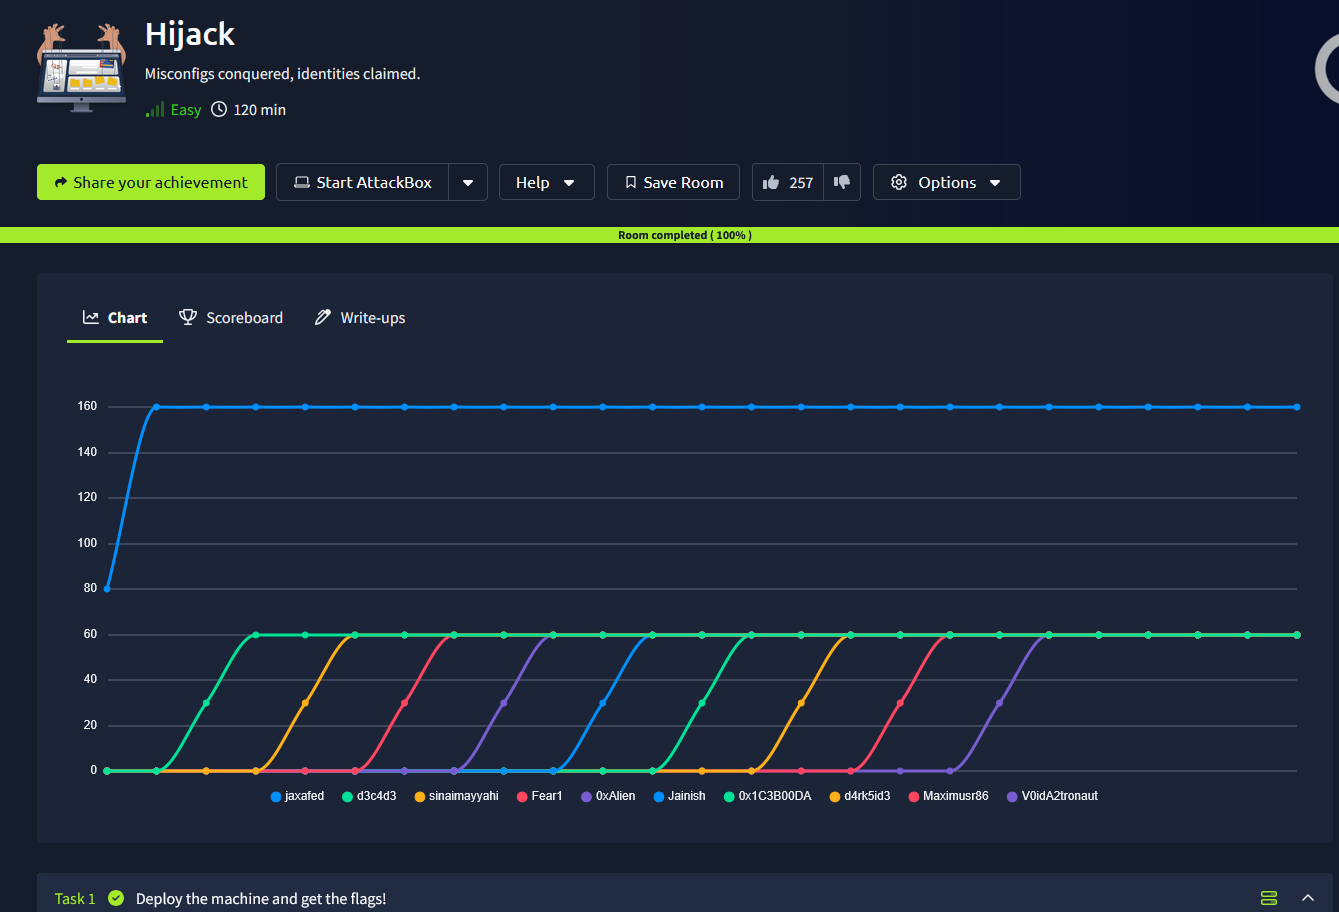 Hijack
Misconfigs conquered, identities claimed.
Easy 120 min
Share your achievement Start AttackBox Help Save Room 257 Options
Room completed ( 100% )
Chart Scoreboard Write-ups
160
140
120
100
80
60
40
20
0
jaxafed d3c4d3 sinaimayyahi Fear1 0xAlien Jainish 0x1C3B00DA d4rk5id3 Maximusr86 V0idA2tronaut
Task 1 Deploy the machine and get the flags!